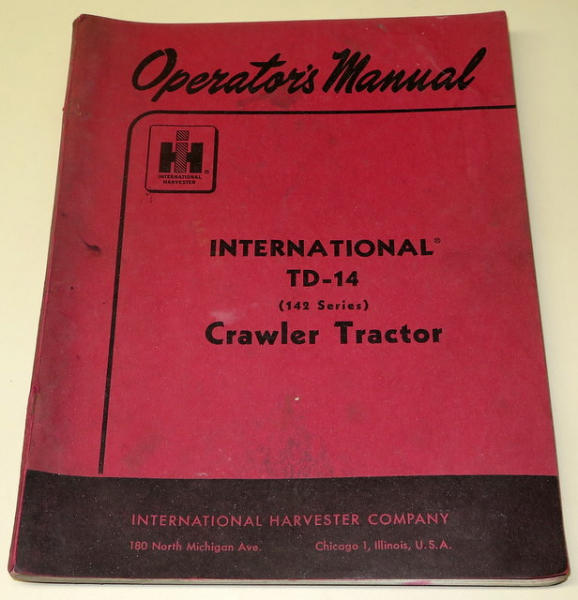 Operator's Manual
IH
®
INTERNATIONAL
HARVESTER
INTERNATIONAL®
TD-14
(142 Series)
Crawler Tractor
INTERNATIONAL HARVESTER COMPANY
180 North Michigan Ave. Chicago 1, Illinois, U.S.A.